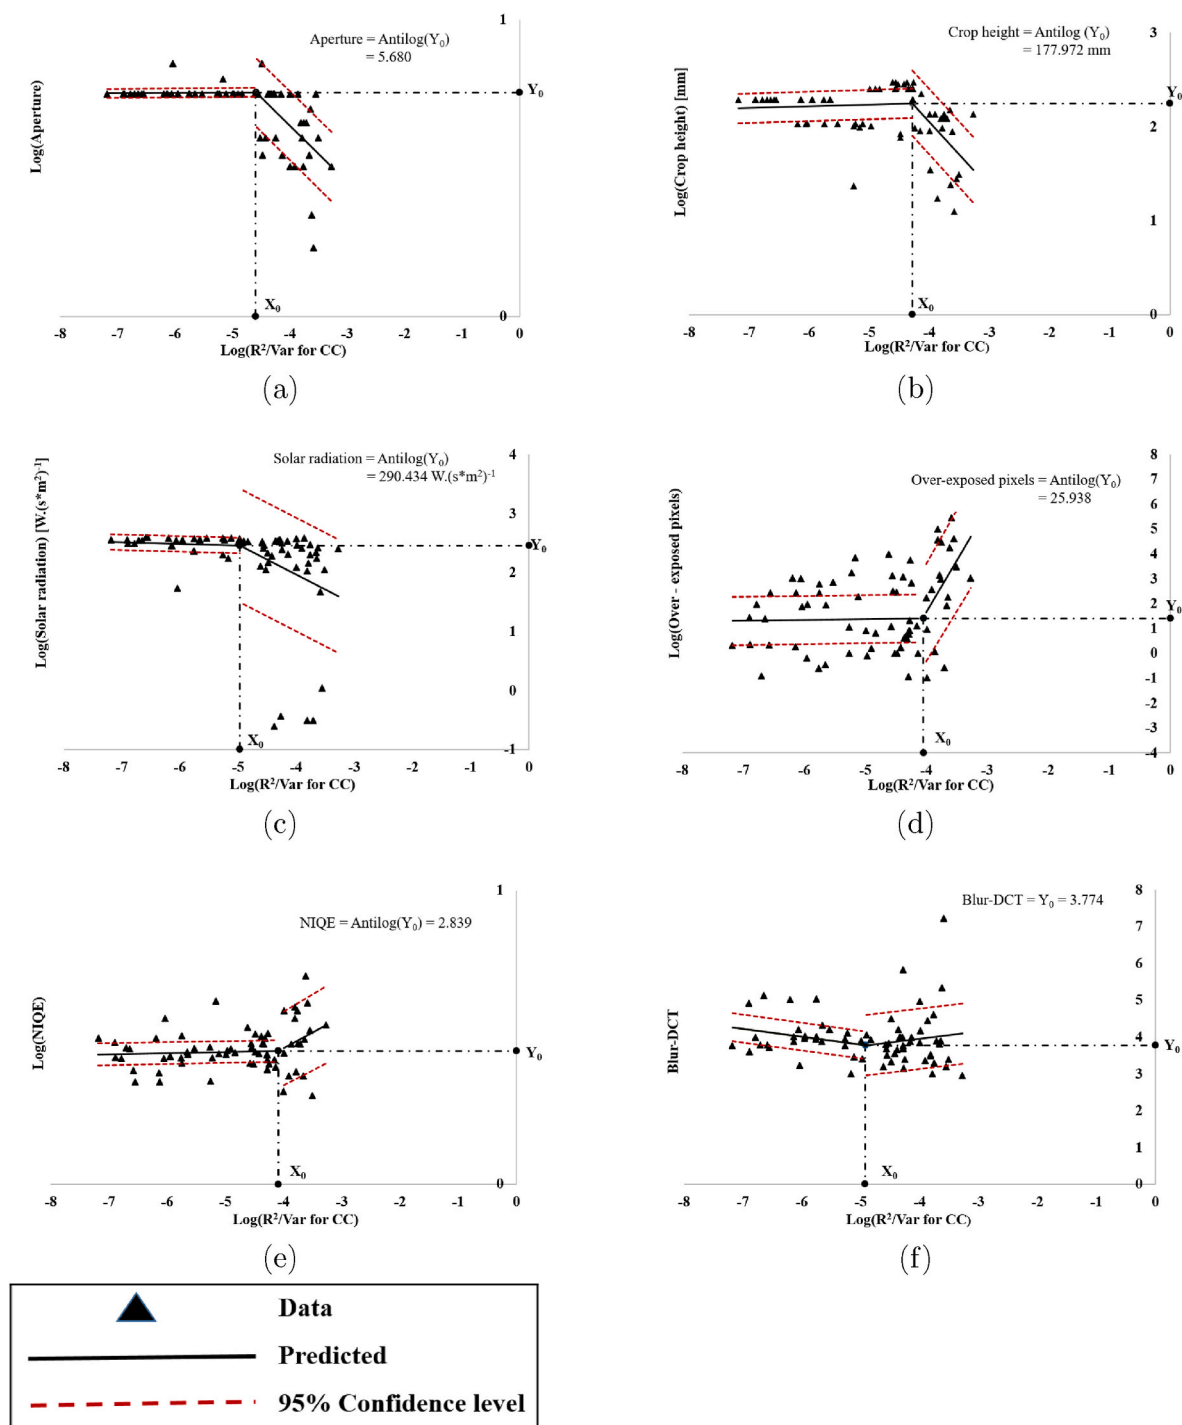 1
Aperture = Antilog(Y₀)
= 5.680
Log(Aperture)
Y₀
X₀
0
-8 -7 -6 -5 -4 -3 -2 -1 0
Log(R²/Var for CC)
(a)
3
Crop height = Antilog (Y₀)
= 177.972 mm
Log(Crop height) [mm]
Y₀
2
1
X₀
0
-8 -7 -6 -5 -4 -3 -2 -1 0
Log(R²/Var for CC)
(b)
4
Solar radiation = Antilog(Y₀)
= 290.434 W.(s*m²)⁻¹
Log(Solar radiation) [W.(s*m²)⁻¹]
3
Y₀
2
1
0
X₀
-1
-8 -7 -6 -5 -4 -3 -2 -1 0
Log(R²/Var for CC)
(c)
8
7
Over-exposed pixels = Antilog(Y₀)
= 25.938
Log(Over - exposed pixels)
6
5
4
3
2
Y₀
1
0
-1
-2
-3
X₀
-4
-8 -7 -6 -5 -4 -3 -2 -1 0
Log(R²/Var for CC)
(d)
1
NIQE = Antilog(Y₀) = 2.839
Log(NIQE)
Y₀
X₀
0
-8 -7 -6 -5 -4 -3 -2 -1 0
Log(R²/Var for CC)
(e)
8
Blur-DCT = Y₀ = 3.774
Blur-DCT
7
6
5
4
Y₀
3
2
1
X₀
0
-8 -7 -6 -5 -4 -3 -2 -1 0
Log(R²/Var for CC)
(f)
Data
Predicted
95% Confidence level